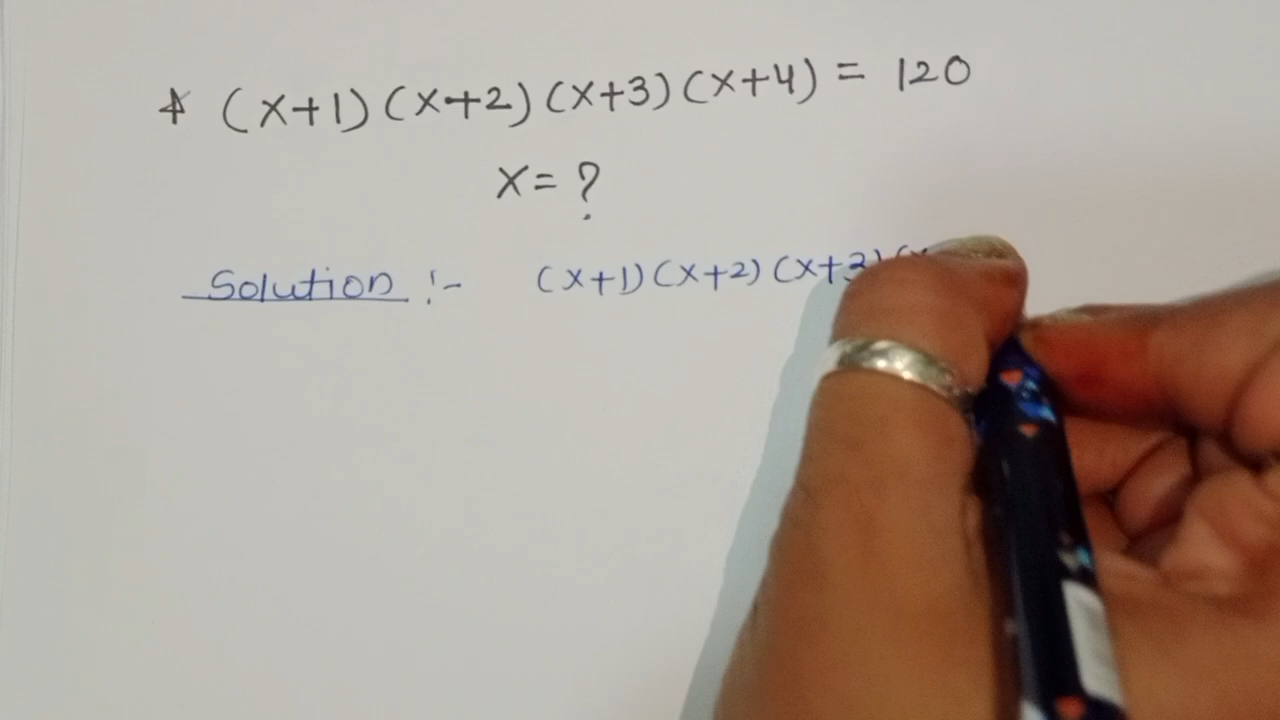 * (x+1)(x+2)(x+3)(x+4) = 120
x = ?
Solution :- (x+1)(x+2)(x+3)(x